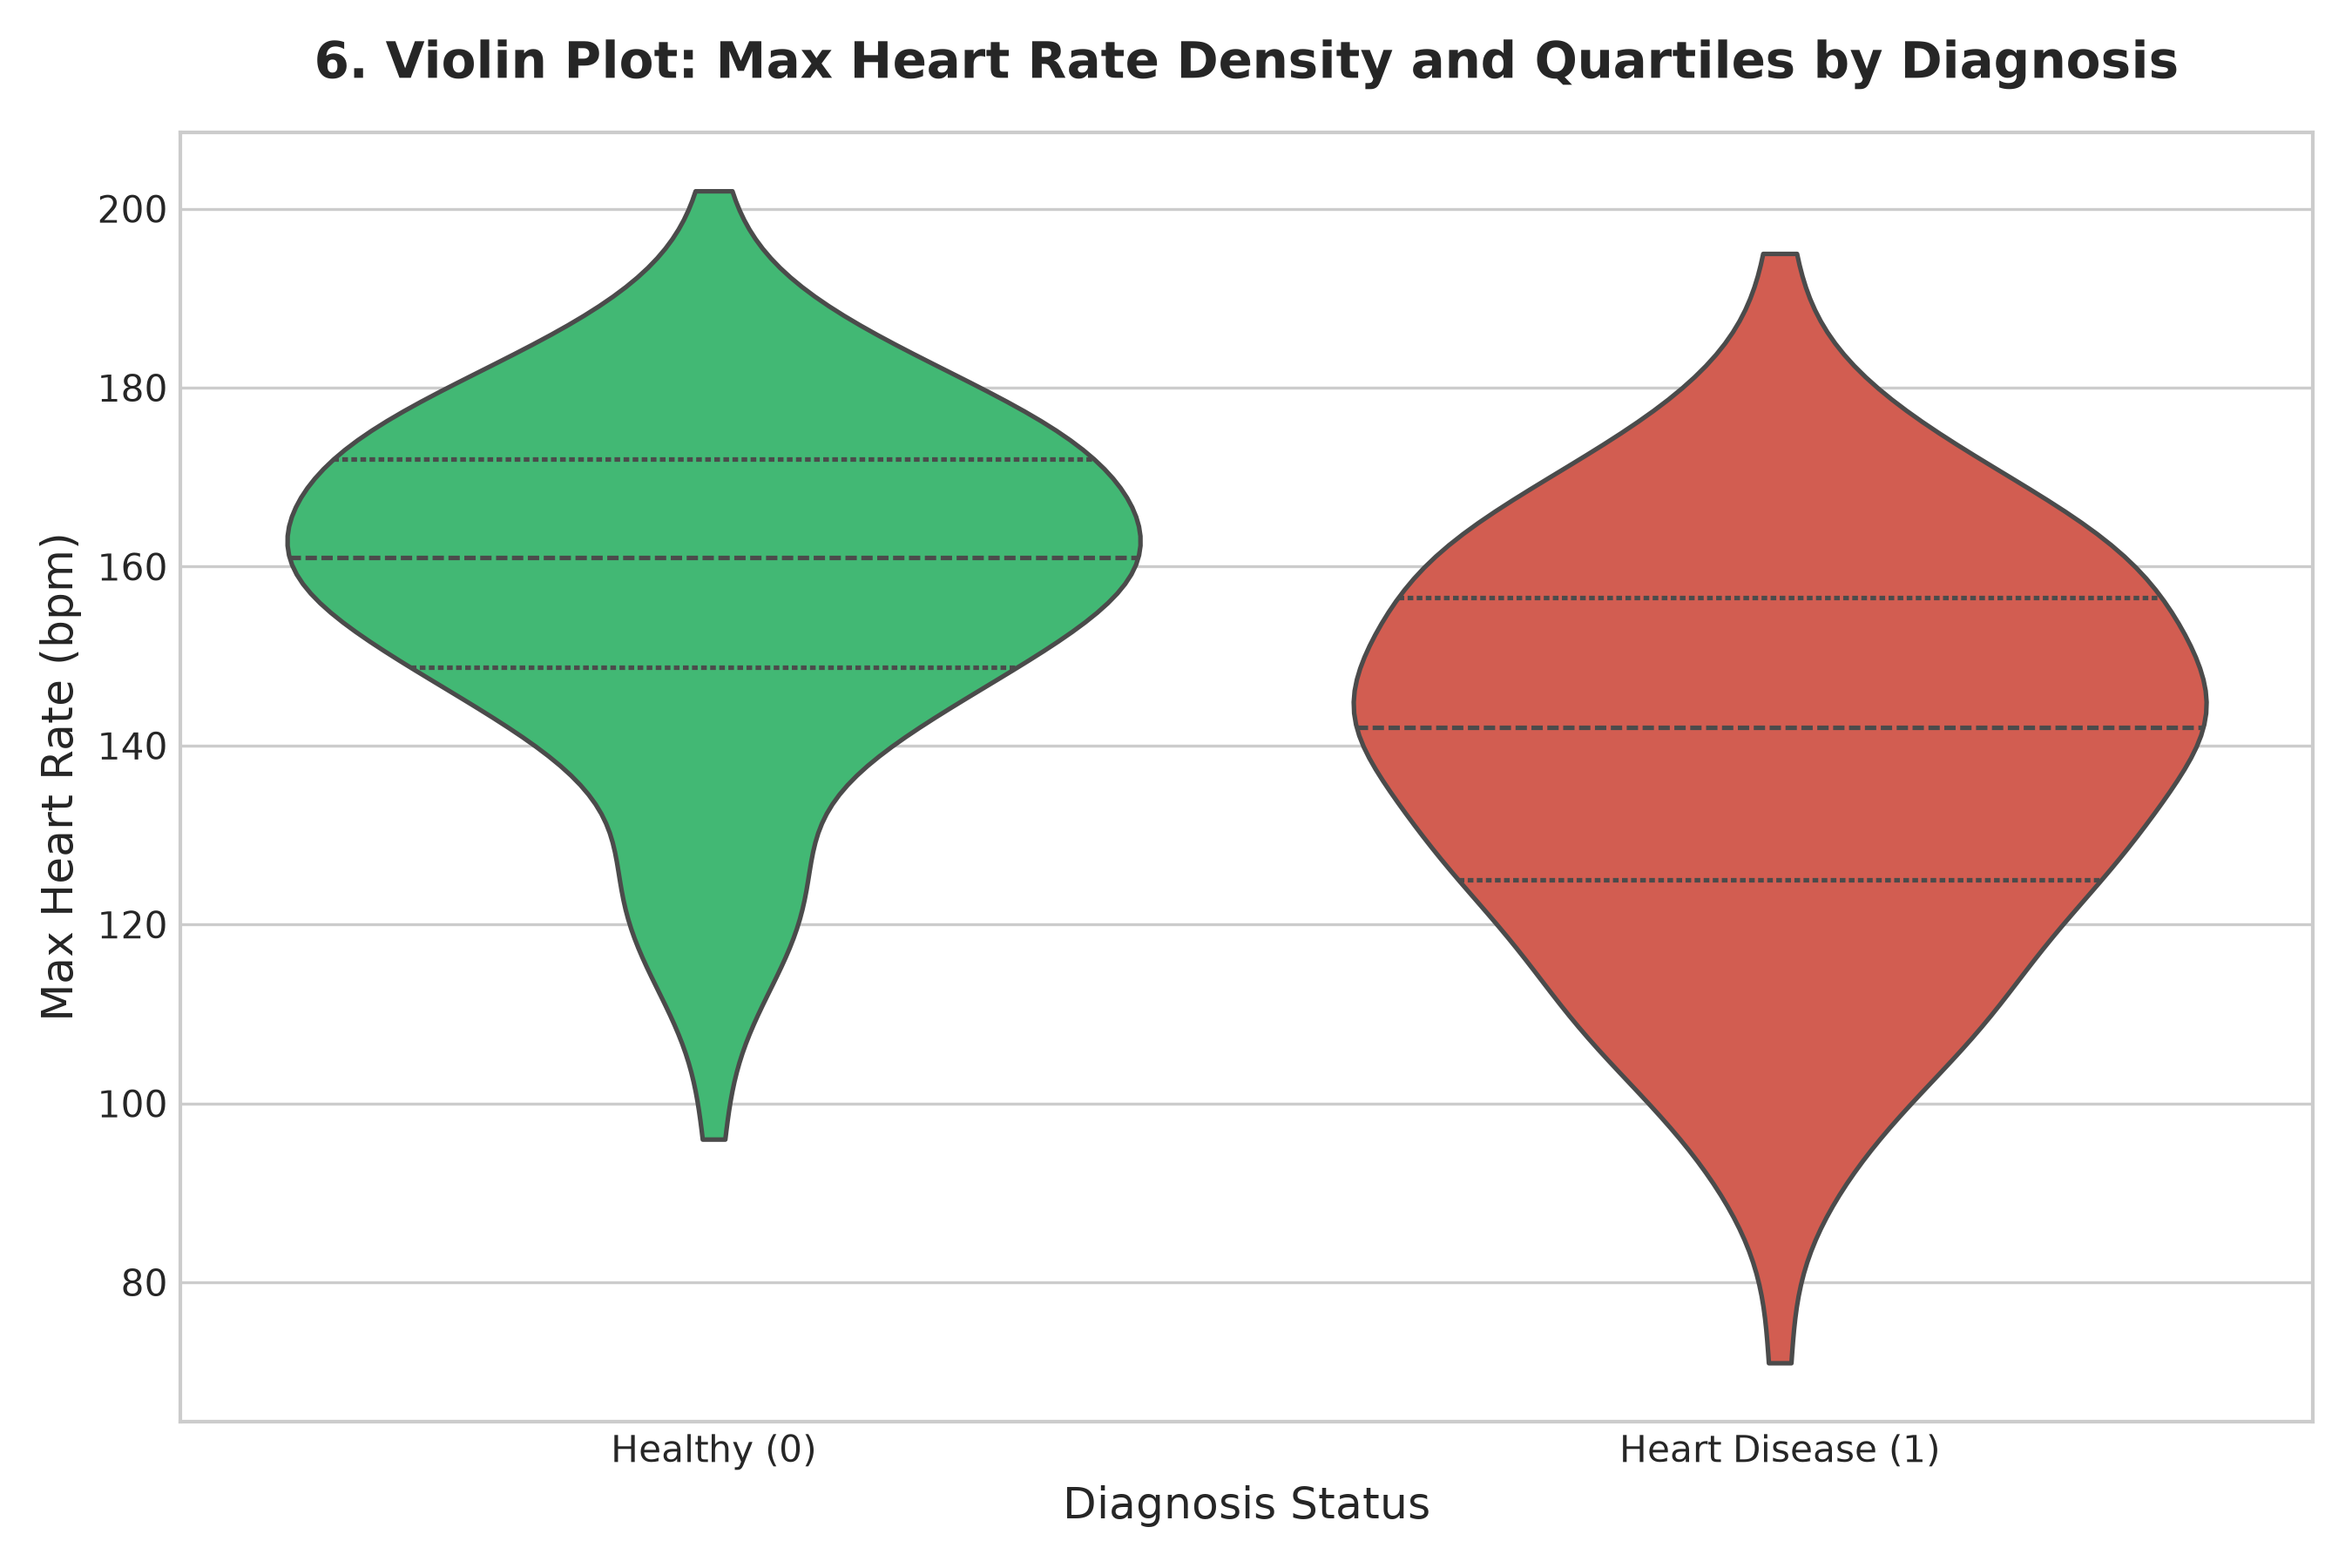 6. Violin Plot: Max Heart Rate Density and Quartiles by Diagnosis
Max Heart Rate (bpm)
200
180
160
140
120
100
80
Healthy (0)
Heart Disease (1)
Diagnosis Status